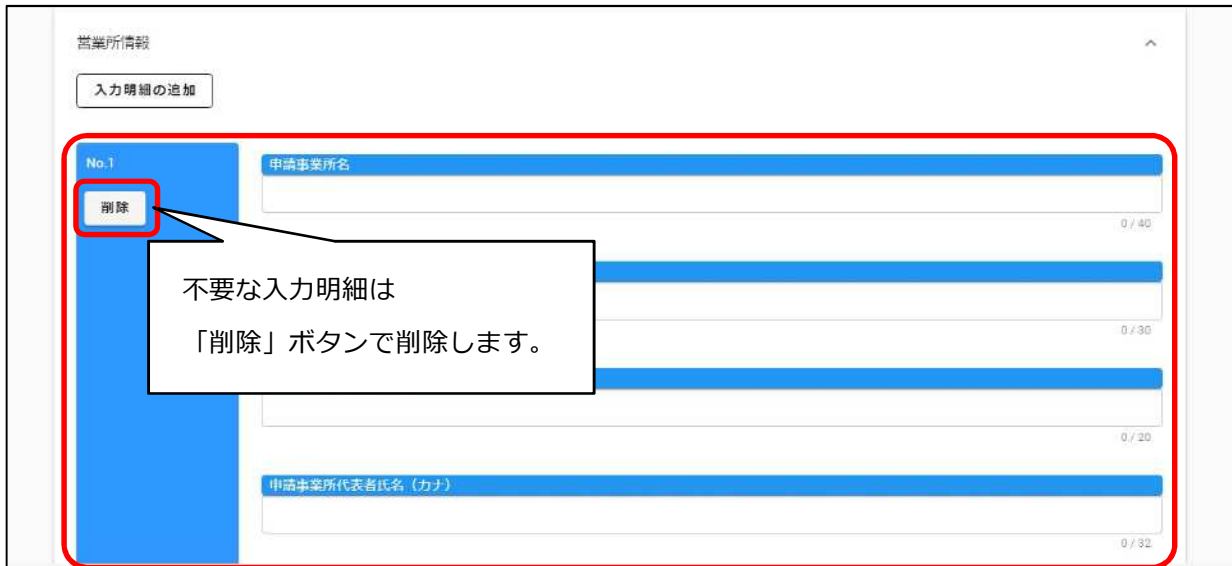 営業所情報
入力明細の追加
No.1
削除
申請事業所名
0 / 40
不要な入力明細は
「削除」ボタンで削除します。
0 / 30
0 / 20
申請事業所代表者氏名（カナ）
0 / 32